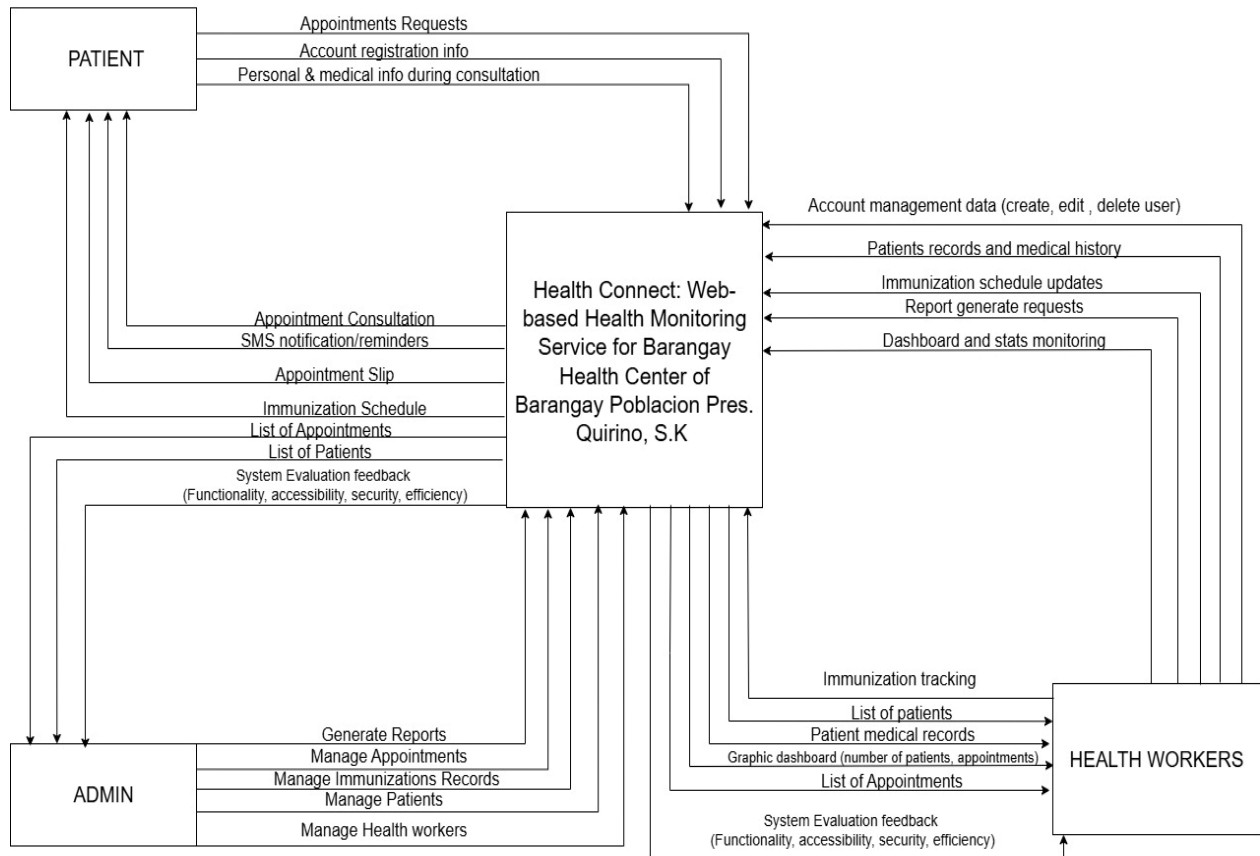 Appointments Requests
PATIENT
Account registration info
Personal & medical info during consultation
Account management data (create, edit , delete user)
Patients records and medical history
Immunization schedule updates
Report generate requests
Dashboard and stats monitoring
Health Connect: Web-
based Health Monitoring
Service for Barangay
Health Center of
Barangay Poblacion Pres.
Quirino, S.K
Appointment Consultation
SMS notification/reminders
Appointment Slip
Immunization Schedule
List of Appointments
List of Patients
System Evaluation feedback
(Functionality, accessibility, security, efficiency)
Immunization tracking
List of patients
Patient medical records
Graphic dashboard (number of patients, appointments)
List of Appointments
HEALTH WORKERS
System Evaluation feedback
(Functionality, accessibility, security, efficiency)
ADMIN
Generate Reports
Manage Appointments
Manage Immunizations Records
Manage Patients
Manage Health workers